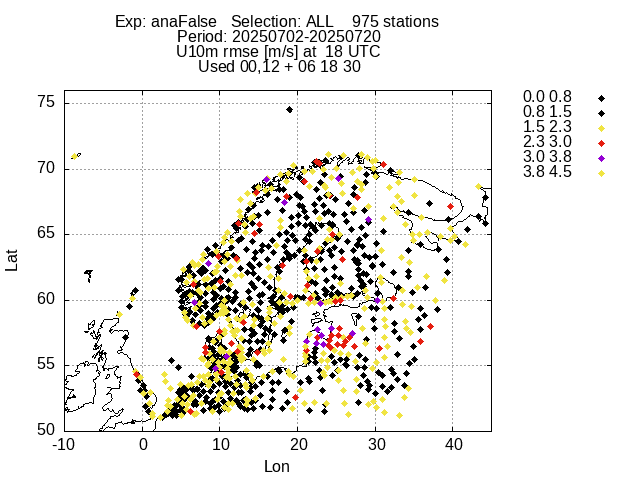 Exp: anaFalse   Selection: ALL    975 stations
Period: 20250702-20250720
U10m rmse [m/s] at  18 UTC
Used 00,12 + 06 18 30
0.0 0.8
0.8 1.5
1.5 2.3
2.3 3.0
3.0 3.8
3.8 4.5
75
70
65
60
55
50
Lat
-10 0 10 20 30 40
Lon